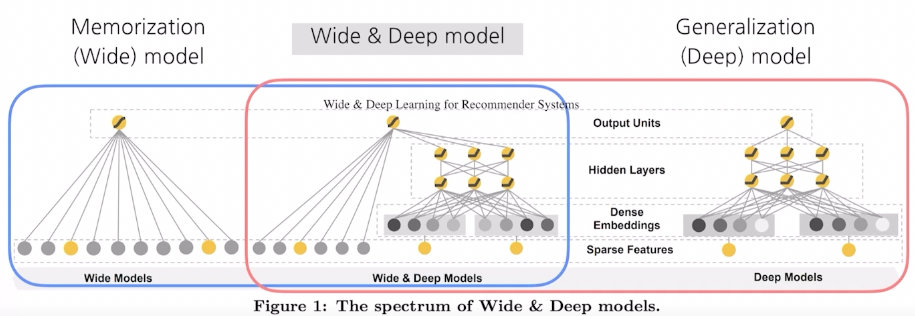 Memorization
(Wide) model
Wide & Deep model
Generalization
(Deep) model
Wide & Deep Learning for Recommender Systems
Output Units
Hidden Layers
Dense
Embeddings
Sparse Features
Wide Models
Wide & Deep Models
Deep Models
Figure 1: The spectrum of Wide & Deep models.